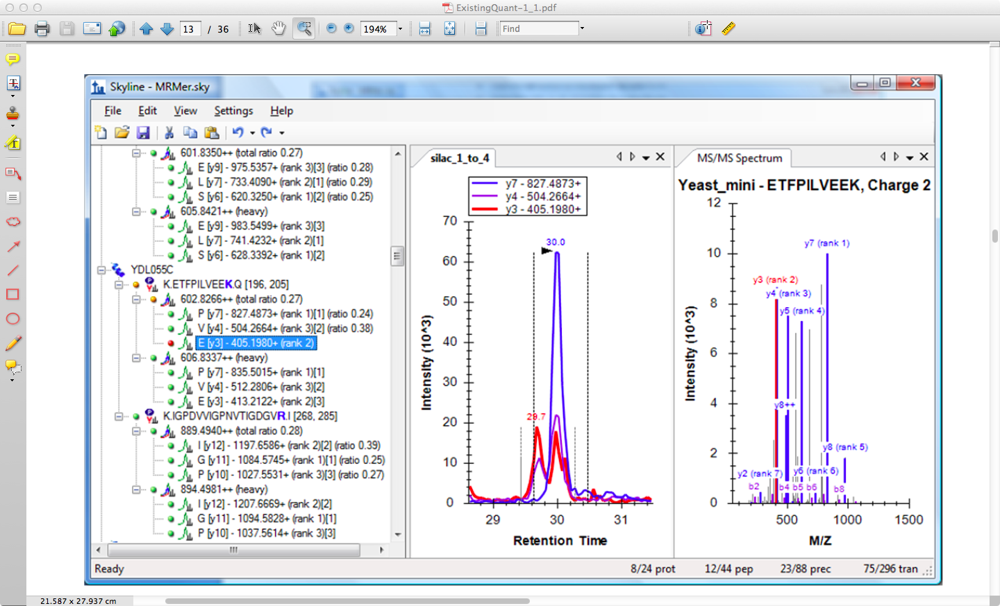 ExistingQuant-1_1.pdf
13 / 36
194%
Find
Skyline - MRMer.sky
File Edit View Settings Help
601.8350++ (total ratio 0.27)
E [y9] - 975.5357+ (rank 3)[3] (ratio 0.28)
L [y7] - 733.4090+ (rank 2)[1] (ratio 0.29)
S [y6] - 620.3250+ (rank 1)[2] (ratio 0.25)
605.8421++ (heavy)
E [y9] - 983.5499+ (rank 3)[3]
L [y7] - 741.4232+ (rank 2)[1]
S [y6] - 628.3392+ (rank 1)[2]
YDL055C
K.ETFPILVEEK.Q [196, 205]
602.8266++ (total ratio 0.27)
P [y7] - 827.4873+ (rank 1)[1] (ratio 0.24)
V [y4] - 504.2664+ (rank 3)[2] (ratio 0.38)
E [y3] - 405.1980+ (rank 2)
606.8337++ (heavy)
P [y7] - 835.5015+ (rank 1)[1]
V [y4] - 512.2806+ (rank 3)[2]
E [y3] - 413.2122+ (rank 2)[3]
K.IGPDVVIGPNVTIGDGVR.I [268, 285]
889.4940++ (total ratio 0.28)
I [y12] - 1197.6586+ (rank 2)[2] (ratio 0.39)
G [y11] - 1084.5745+ (rank 1)[1] (ratio 0.25)
P [y10] - 1027.5531+ (rank 3)[3] (ratio 0.27)
894.4981++ (heavy)
I [y12] - 1207.6669+ (rank 2)[2]
G [y11] - 1094.5828+ (rank 1)[1]
P [y10] - 1037.5614+ (rank 3)[3]
silac_1_to_4
y7 - 827.4873+
y4 - 504.2664+
y3 - 405.1980+
70
60
50
40
30
20
10
0
Intensity (10^3)
30.0
29.7
29 30 31
Retention Time
MS/MS Spectrum
Yeast_mini - ETFPILVEEK, Charge 2
12
10
8
6
4
2
0
Intensity (10^3)
y7 (rank 1)
y3 (rank 2)
y4 (rank 3)
y5 (rank 4)
y8++
y8 (rank 5)
y2 (rank 7)
y6 (rank 6)
b2 b4 b5 b6 b8
500 1000 1500
M/Z
Ready
8/24 prot 12/44 pep 23/88 prec 75/296 tran
21.587 x 27.937 cm